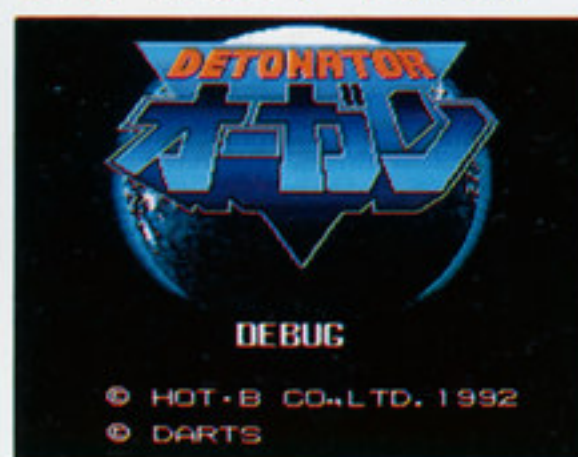 DETONATOR
オーガン
DEBUG
© HOT・B CO.,LTD. 1992
© DARTS